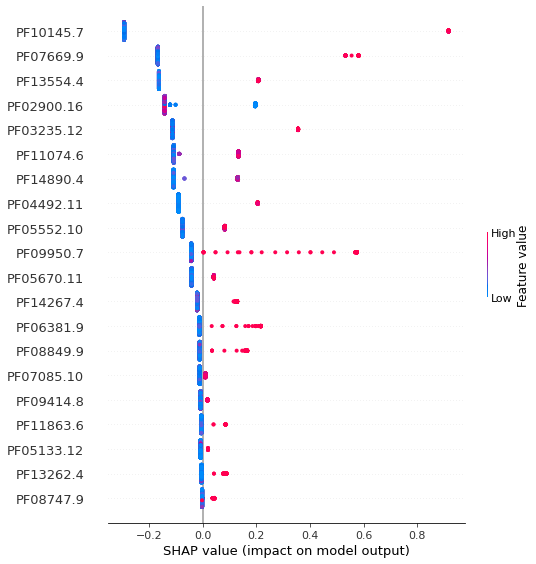 PF10145.7
PF07669.9
PF13554.4
PF02900.16
PF03235.12
PF11074.6
PF14890.4
PF04492.11
PF05552.10
PF09950.7
PF05670.11
PF14267.4
PF06381.9
PF08849.9
PF07085.10
PF09414.8
PF11863.6
PF05133.12
PF13262.4
PF08747.9
−0.2 0.0 0.2 0.4 0.6 0.8
SHAP value (impact on model output)
High
Low
Feature value